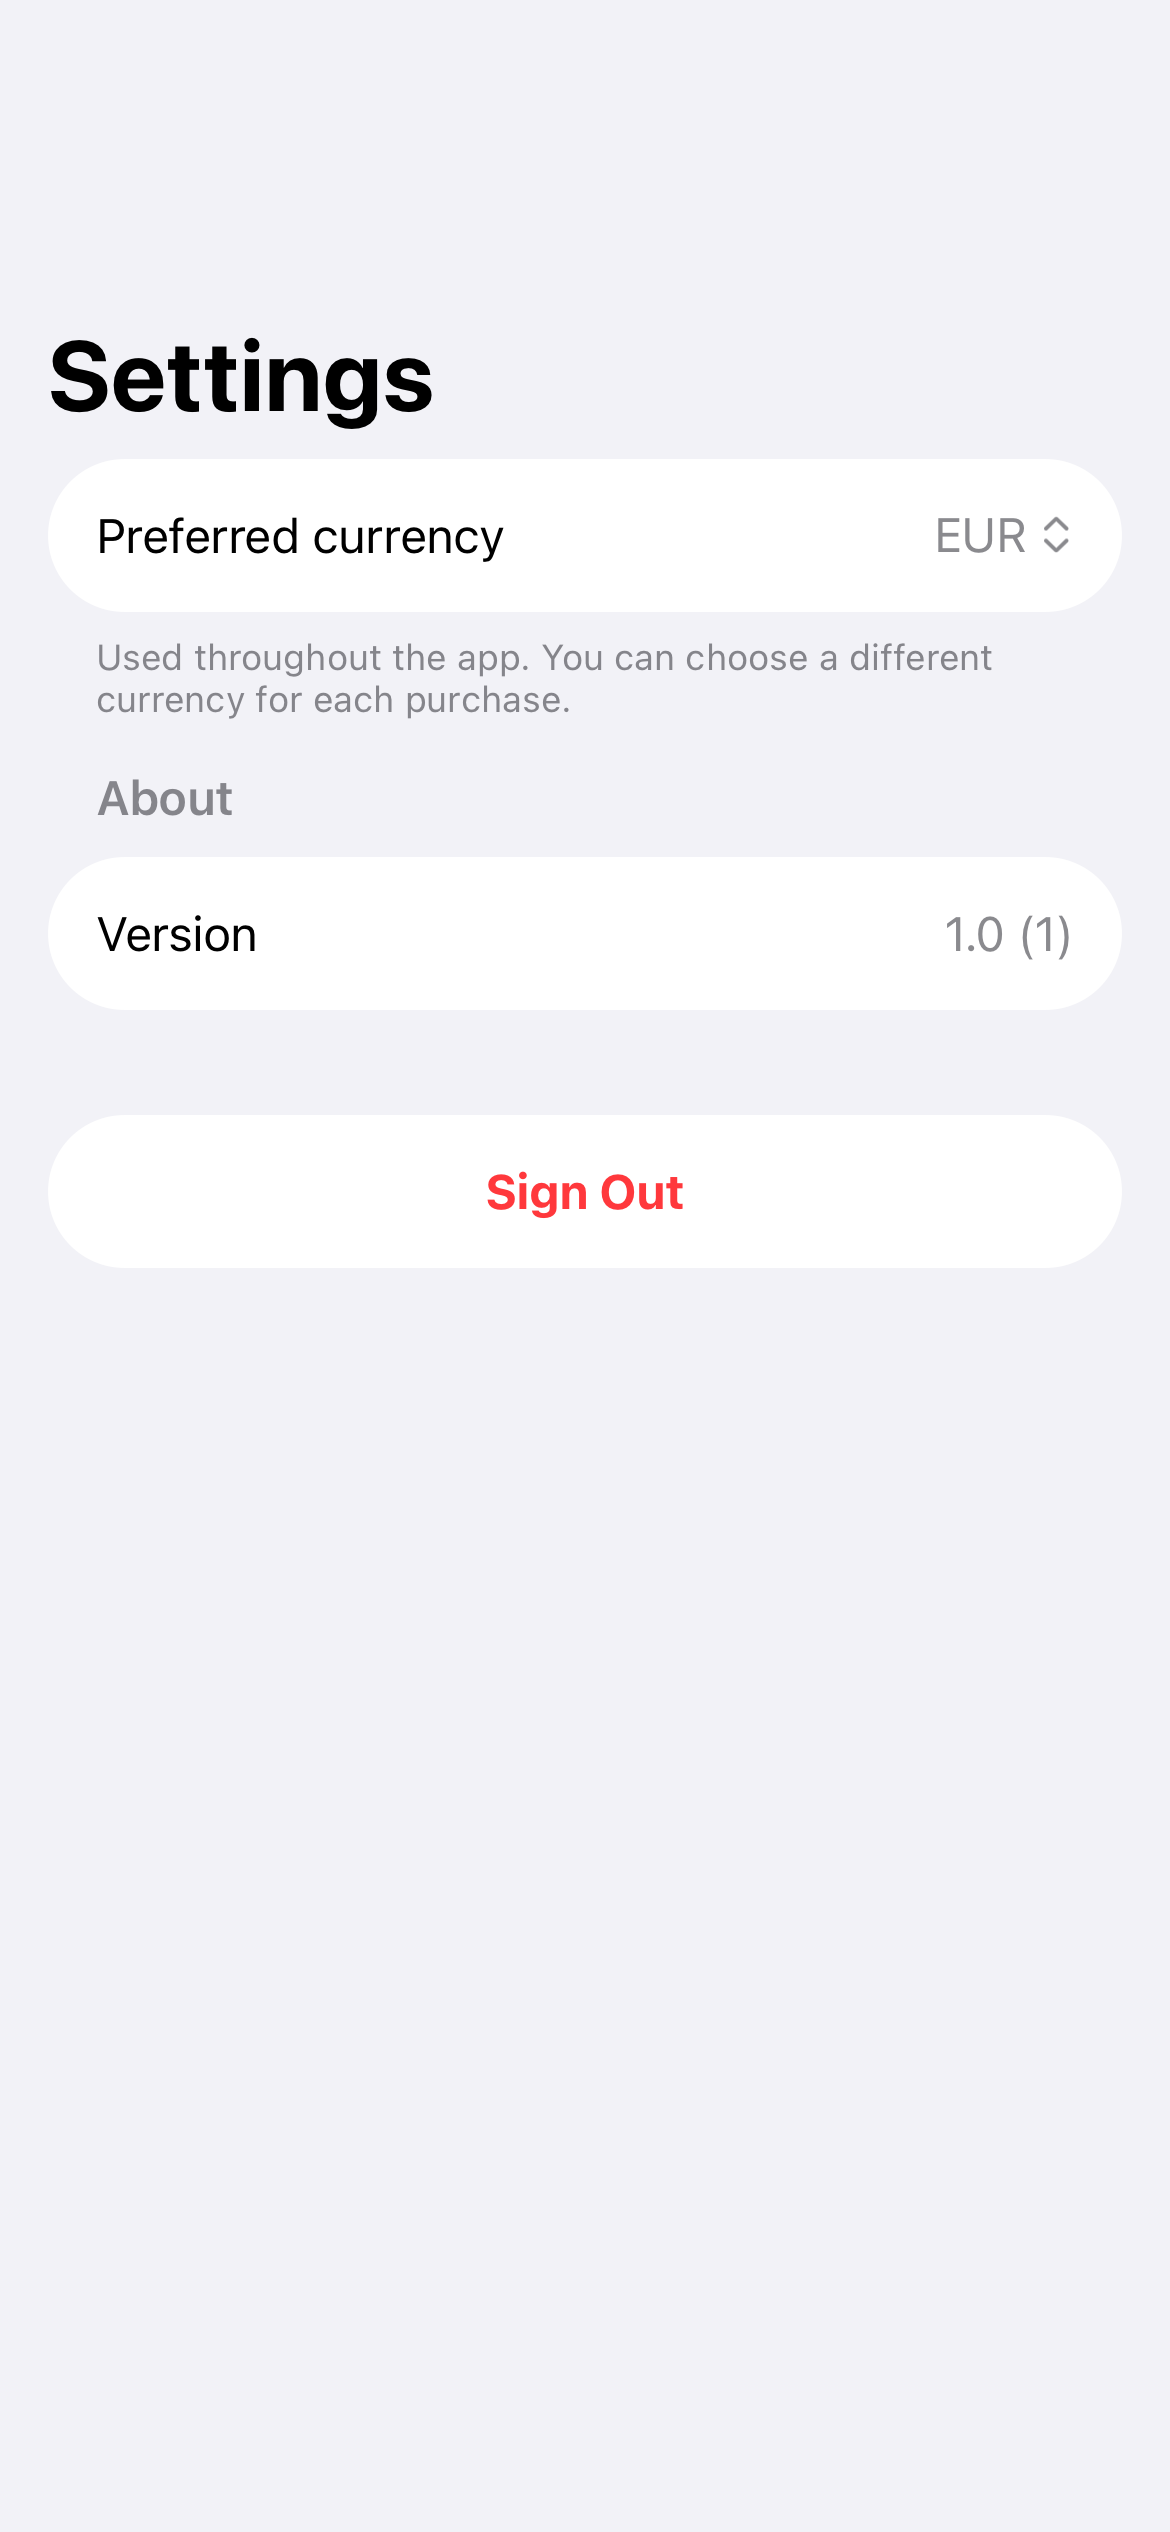 Settings
Preferred currency EUR
Used throughout the app. You can choose a different
currency for each purchase.
About
Version 1.0 (1)
Sign Out